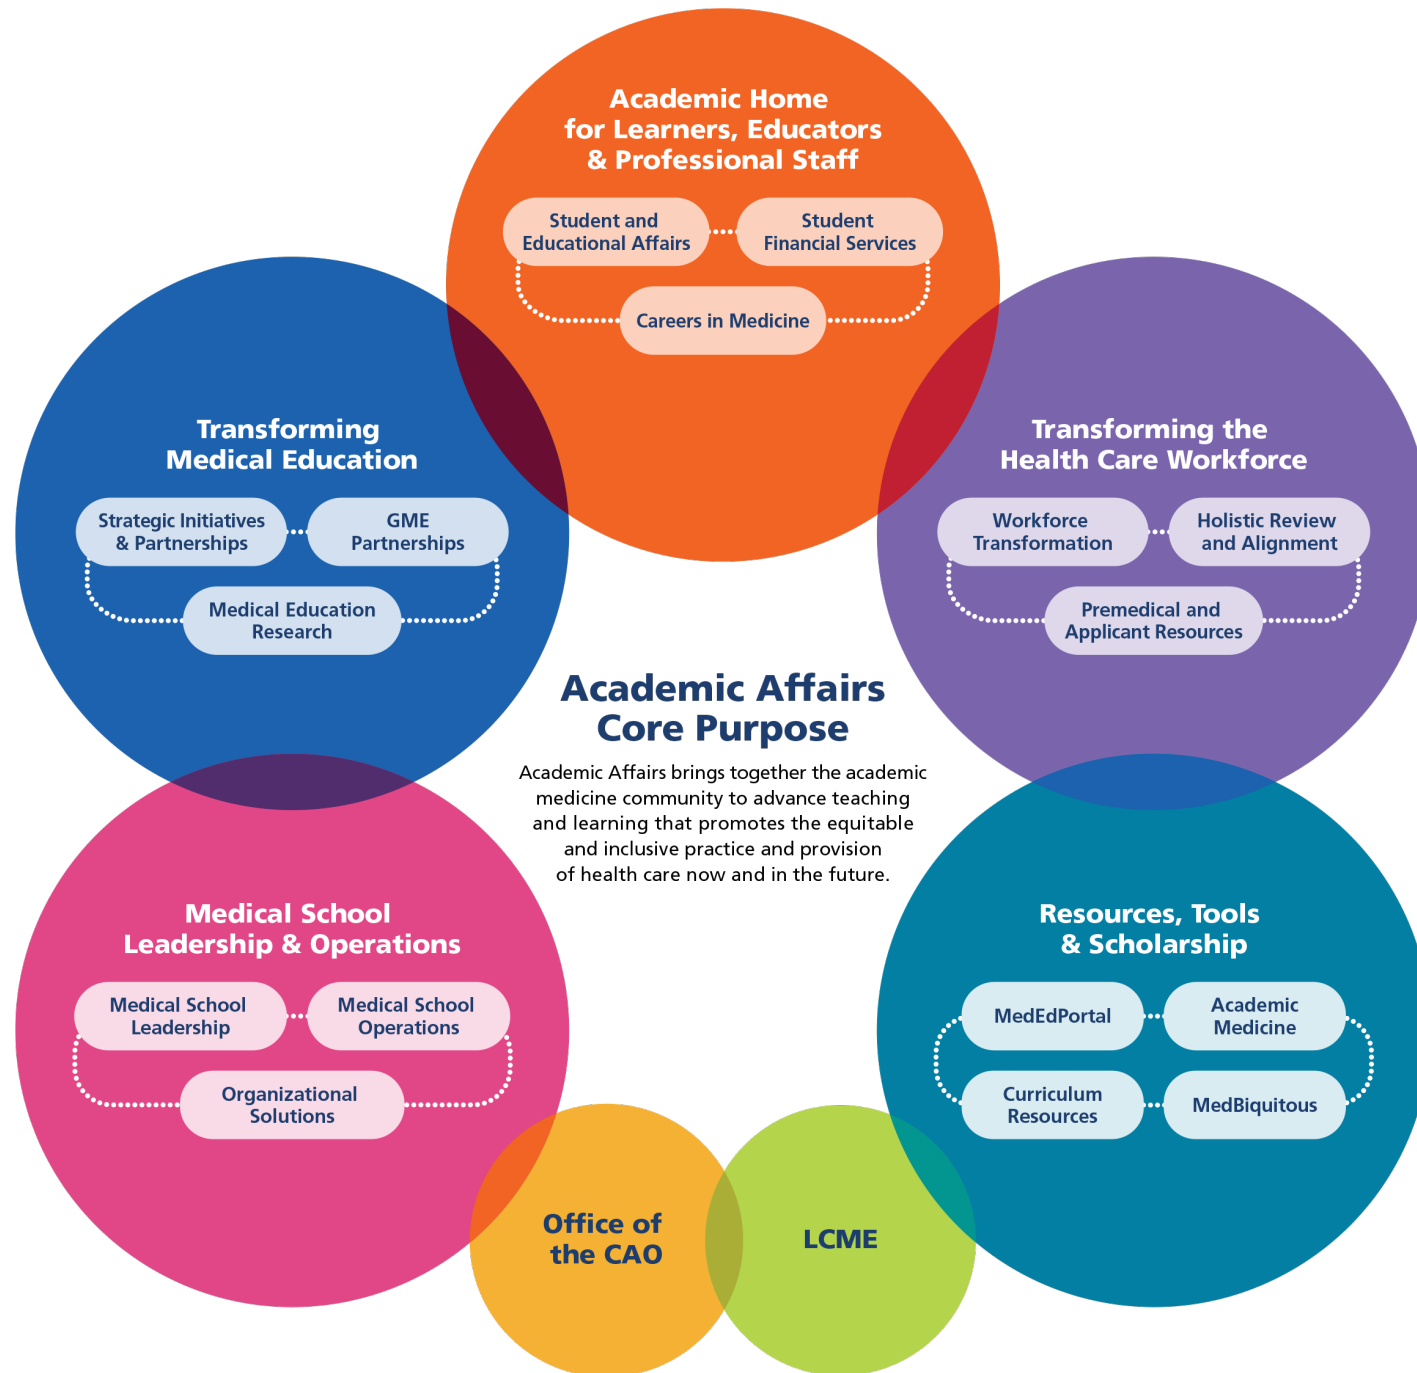 Academic Home
for Learners, Educators
& Professional Staff
Student and
Educational Affairs
Student
Financial Services
Careers in Medicine
Transforming
Medical Education
Strategic Initiatives
& Partnerships
GME
Partnerships
Medical Education
Research
Transforming the
Health Care Workforce
Workforce
Transformation
Holistic Review
and Alignment
Premedical and
Applicant Resources
Academic Affairs
Core Purpose
Academic Affairs brings together the academic
medicine community to advance teaching
and learning that promotes the equitable
and inclusive practice and provision
of health care now and in the future.
Medical School
Leadership & Operations
Medical School
Leadership
Medical School
Operations
Organizational
Solutions
Resources, Tools
& Scholarship
MedEdPortal
Academic
Medicine
Curriculum
Resources
MedBiquitous
Office of
the CAO
LCME